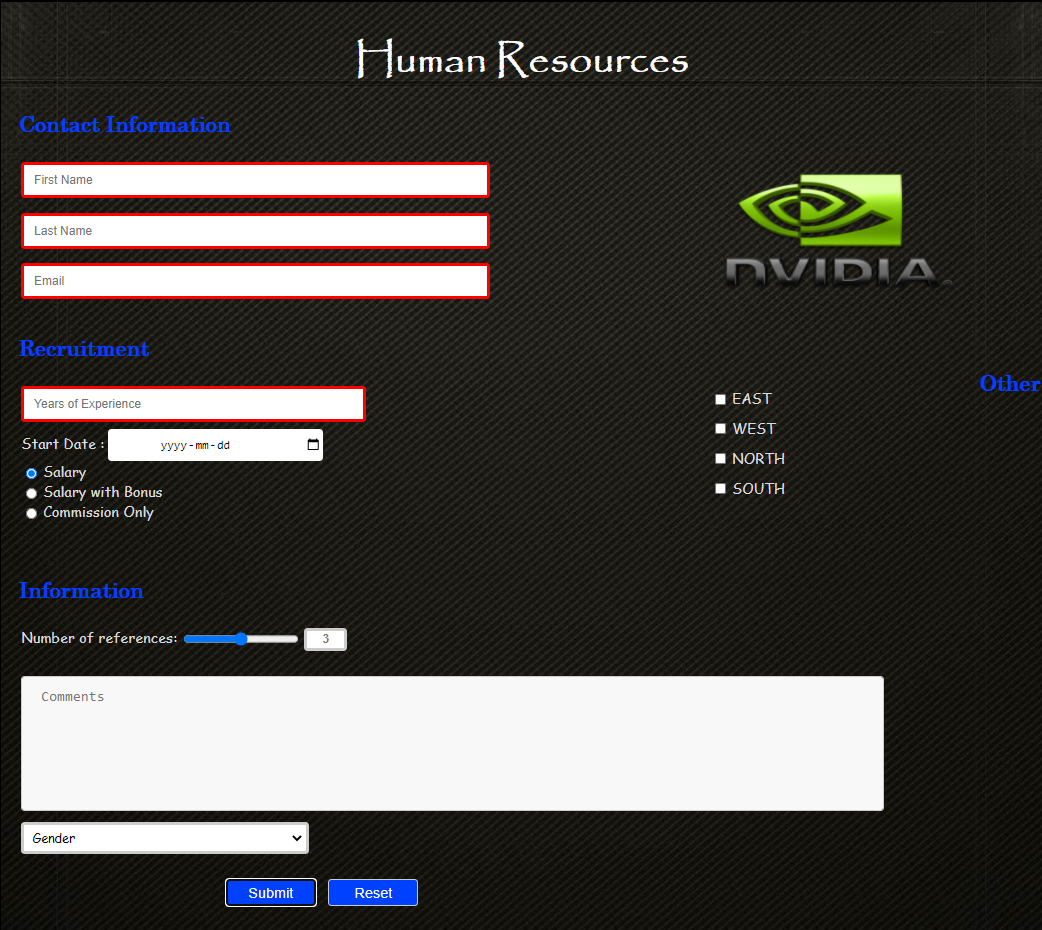 Human Resources
Contact Information
First Name
Last Name
Email
NVIDIA
Recruitment
Other
Years of Experience
EAST
Start Date : yyyy-mm-dd
WEST
Salary
NORTH
Salary with Bonus
SOUTH
Commission Only
Information
Number of references: 3
Comments
Gender
Submit Reset